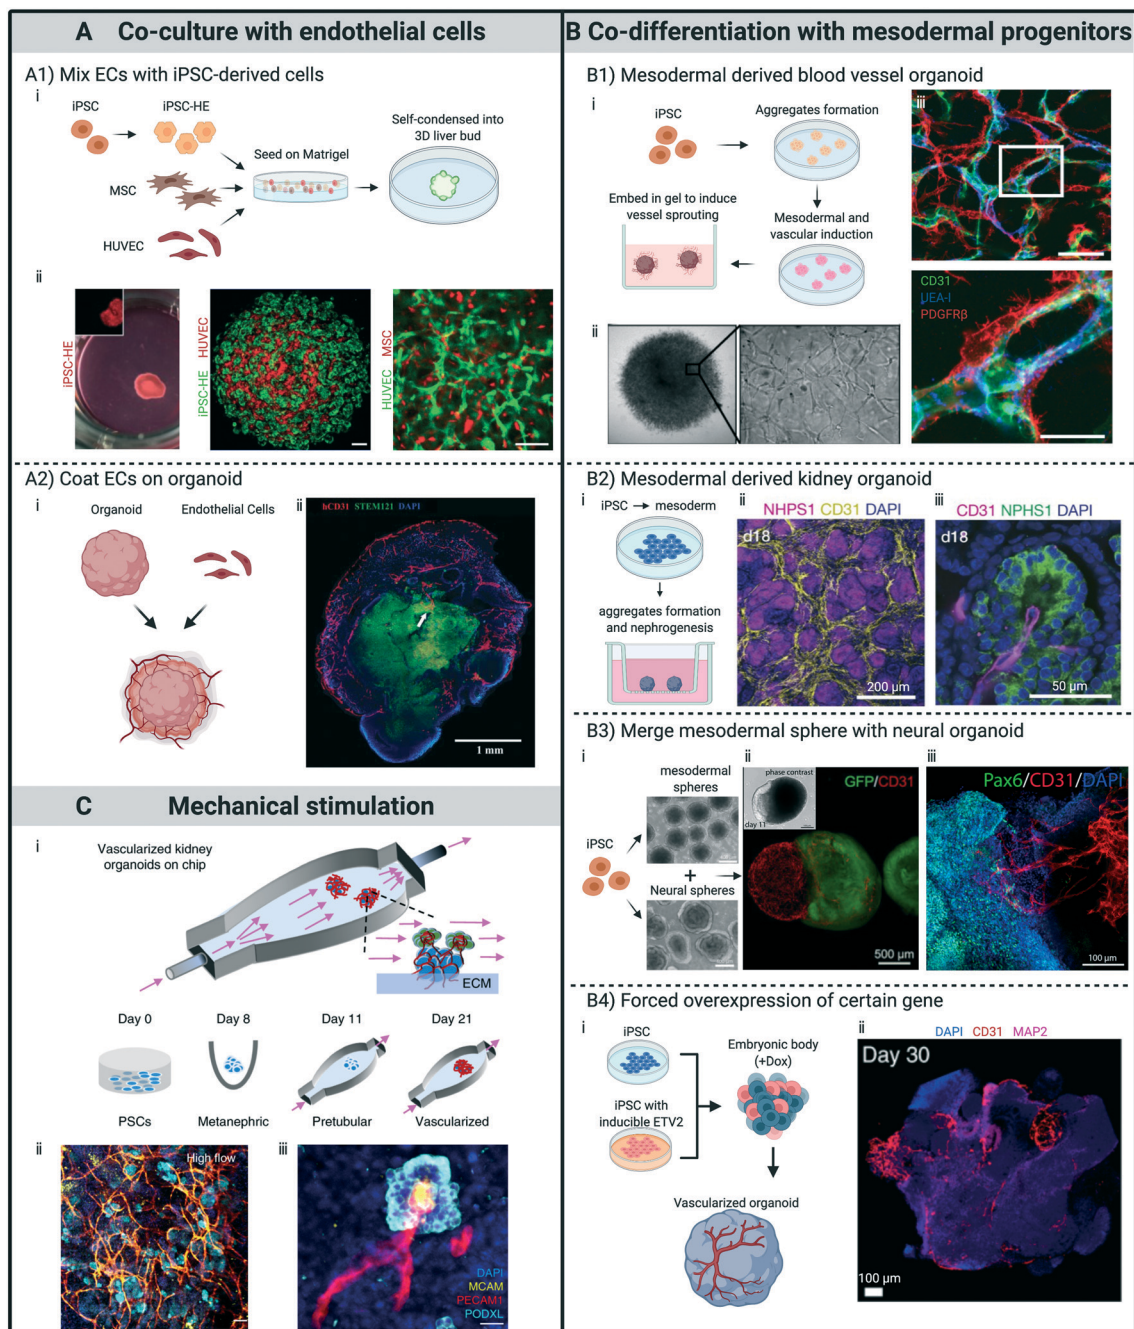 A Co-culture with endothelial cells
A1) Mix ECs with iPSC-derived cells
i
iPSC
iPSC-HE
MSC
HUVEC
Seed on Matrigel
Self-condensed into
3D liver bud
ii
iPSC-HE
iPSC-HE HUVEC
HUVEC MSC
A2) Coat ECs on organoid
i
Organoid
Endothelial Cells
ii
hCD31 STEM121 DAPI
1 mm
C Mechanical stimulation
i
Vascularized kidney
organoids on chip
ECM
Day 0
Day 8
Day 11
Day 21
PSCs
Metanephric
Pretubular
Vascularized
ii
High flow
iii
DAPI
MCAM
PECAM1
PODXL
B Co-differentiation with mesodermal progenitors
B1) Mesodermal derived blood vessel organoid
i
iPSC
Aggregates formation
Embed in gel to induce
vessel sprouting
Mesodermal and
vascular induction
ii
iii
CD31
μEA-I
PDGFRβ
B2) Mesodermal derived kidney organoid
i
iPSC → mesoderm
aggregates formation
and nephrogenesis
ii
NHPS1 CD31 DAPI
d18
200 μm
iii
CD31 NPHS1 DAPI
d18
50 μm
B3) Merge mesodermal sphere with neural organoid
i
iPSC
mesodermal
spheres
+
Neural spheres
ii
phase contrast
day 11
GFP/CD31
500 μm
iii
Pax6/CD31/DAPI
100 μm
B4) Forced overexpression of certain gene
i
iPSC
iPSC with
inducible ETV2
Embryonic body
(+Dox)
Vascularized organoid
ii
DAPI CD31 MAP2
Day 30
100 μm